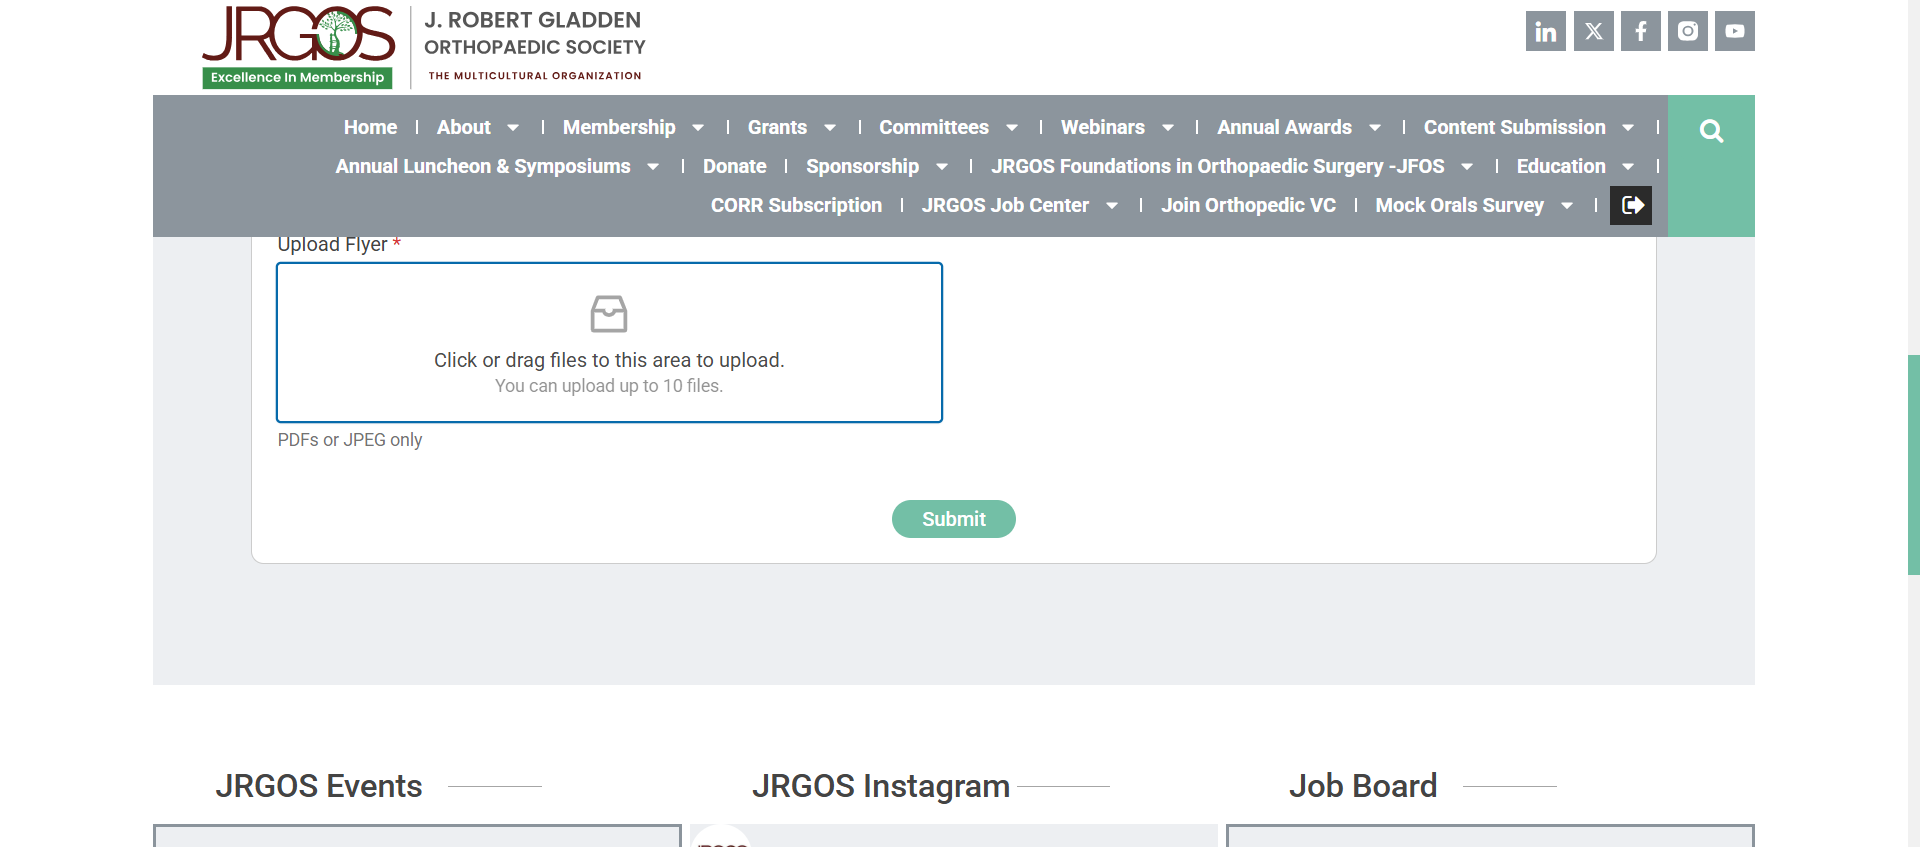 JRGOS
Excellence In Membership
J. ROBERT GLADDEN
ORTHOPAEDIC SOCIETY
THE MULTICULTURAL ORGANIZATION
Home | About | Membership | Grants | Committees | Webinars | Annual Awards | Content Submission |
Annual Luncheon & Symposiums | Donate | Sponsorship | JRGOS Foundations in Orthopaedic Surgery -JFOS | Education |
CORR Subscription | JRGOS Job Center | Join Orthopedic VC | Mock Orals Survey |
Upload Flyer *
Click or drag files to this area to upload.
You can upload up to 10 files.
PDFs or JPEG only
Submit
JRGOS Events
JRGOS Instagram
Job Board